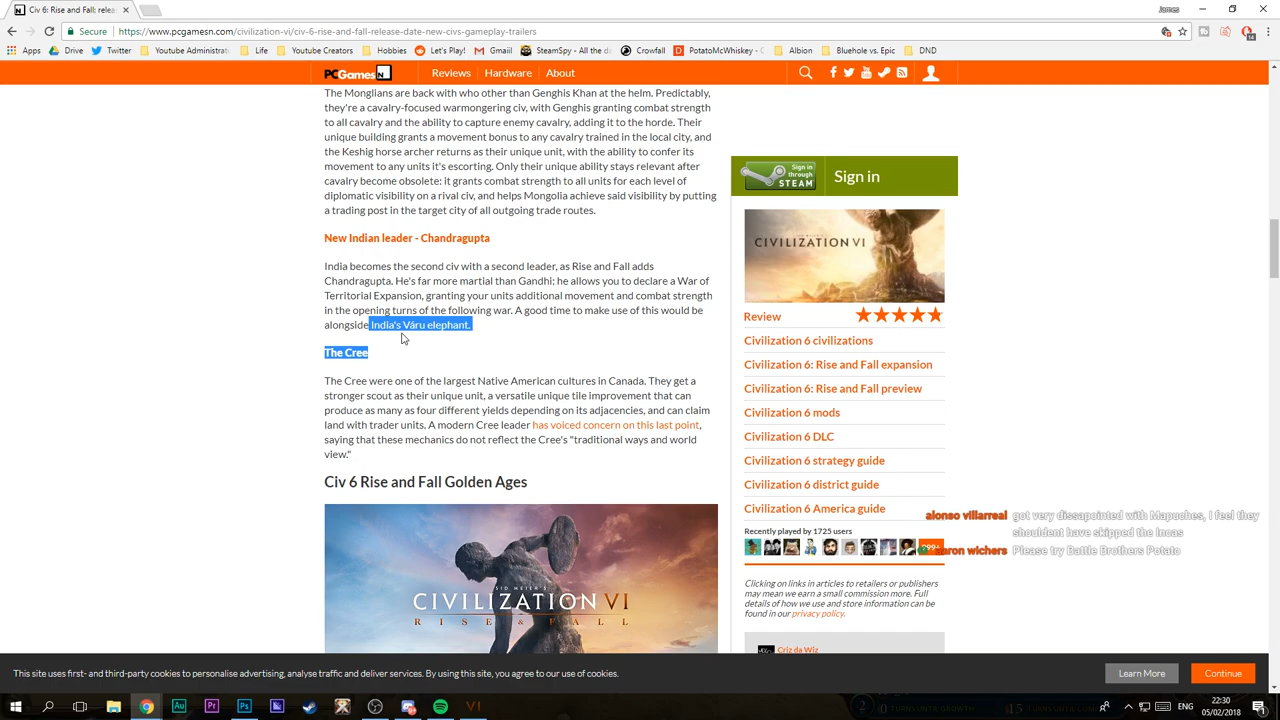 Civ 6: Rise and Fall: relea
James
Secure
https://www.pcgamesn.com/civilization-vi/civ-6-rise-and-fall-release-date-new-civs-gameplay-trailers
Apps
Drive
Twitter
Youtube Administrat
Life
Youtube Creators
Hobbies
Let's Play!
Gmail
SteamSpy - All the d
Crowfall
PotatoMcWhiskey - C
Albion
Bluehole vs. Epic
DND
PCGamesN
Reviews
Hardware
About
The Monglians are back with who other than Genghis Khan at the helm. Predictably,
they're a cavalry-focused warmongering civ, with Genghis granting combat strength
to all cavalry and the ability to capture enemy cavalry, adding it to the horde. Their
unique building grants a movement bonus to any cavalry trained in the local city, and
the Keshig horse archer returns as their unique unit, with the ability to confer its
movement to any units it's escorting. Only their unique ability stays relevant after
cavalry become obsolete: it grants combat strength to all units for each level of
diplomatic visibility on a rival civ, and helps Mongolia achieve said visibility by putting
a trading post in the target city of all outgoing trade routes.
New Indian leader - Chandragupta
India becomes the second civ with a second leader, as Rise and Fall adds
Chandragupta. He's far more martial than Gandhi: he allows you to declare a War of
Territorial Expansion, granting your units additional movement and combat strength
in the opening turns of the following war. A good time to make use of this would be
alongside India's Váru elephant.
The Cree
The Cree were one of the largest Native American cultures in Canada. They get a
stronger scout as their unique unit, a versatile unique tile improvement that can
produce as many as four different yields depending on its adjacencies, and can claim
land with trader units. A modern Cree leader has voiced concern on this last point,
saying that these mechanics do not reflect the Cree's "traditional ways and world
view."
Civ 6 Rise and Fall Golden Ages
SID MEIER'S
CIVILIZATION VI
RISE & FALL
Sign in
through
STEAM
Sign in
CIVILIZATION VI
Review
Civilization 6 civilizations
Civilization 6: Rise and Fall expansion
Civilization 6: Rise and Fall preview
Civilization 6 mods
Civilization 6 DLC
Civilization 6 strategy guide
Civilization 6 district guide
Civilization 6 America guide
Recently played by 1725 users
999+
Clicking on links in articles to retailers or publishers
may mean we earn a small commission more. Full
details of how we use and store information can be
found in our privacy policy.
Criz da Wiz
alonso villarreal got very dissapointed with Mapuches, I feel they
shouldent have skipped the Incas
aaron wichers Please try Battle Brothers Potato
This site uses first- and third-party cookies to personalise content, analyse traffic and deliver services. By using this site, you agree to our use of cookies.
Learn More
Continue
ENG
22:30
05/02/2018